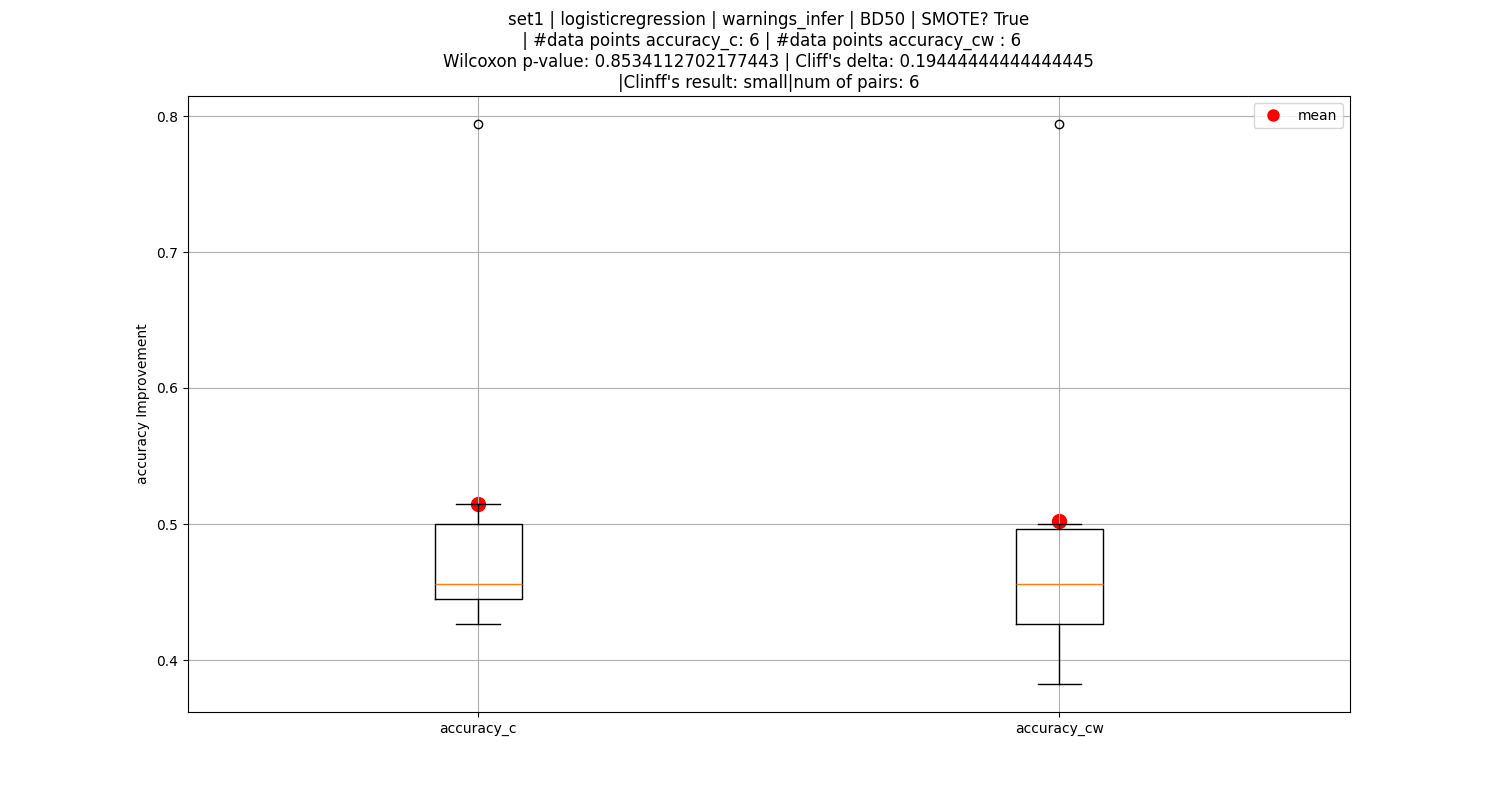 set1 | logisticregression | warnings_infer | BD50 | SMOTE? True
| #data points accuracy_c: 6 | #data points accuracy_cw : 6
Wilcoxon p-value: 0.8534112702177443 | Cliff's delta: 0.19444444444444445
|Clinff's result: small|num of pairs: 6
mean
0.8
0.7
0.6
0.5
0.4
accuracy Improvement
accuracy_c
accuracy_cw